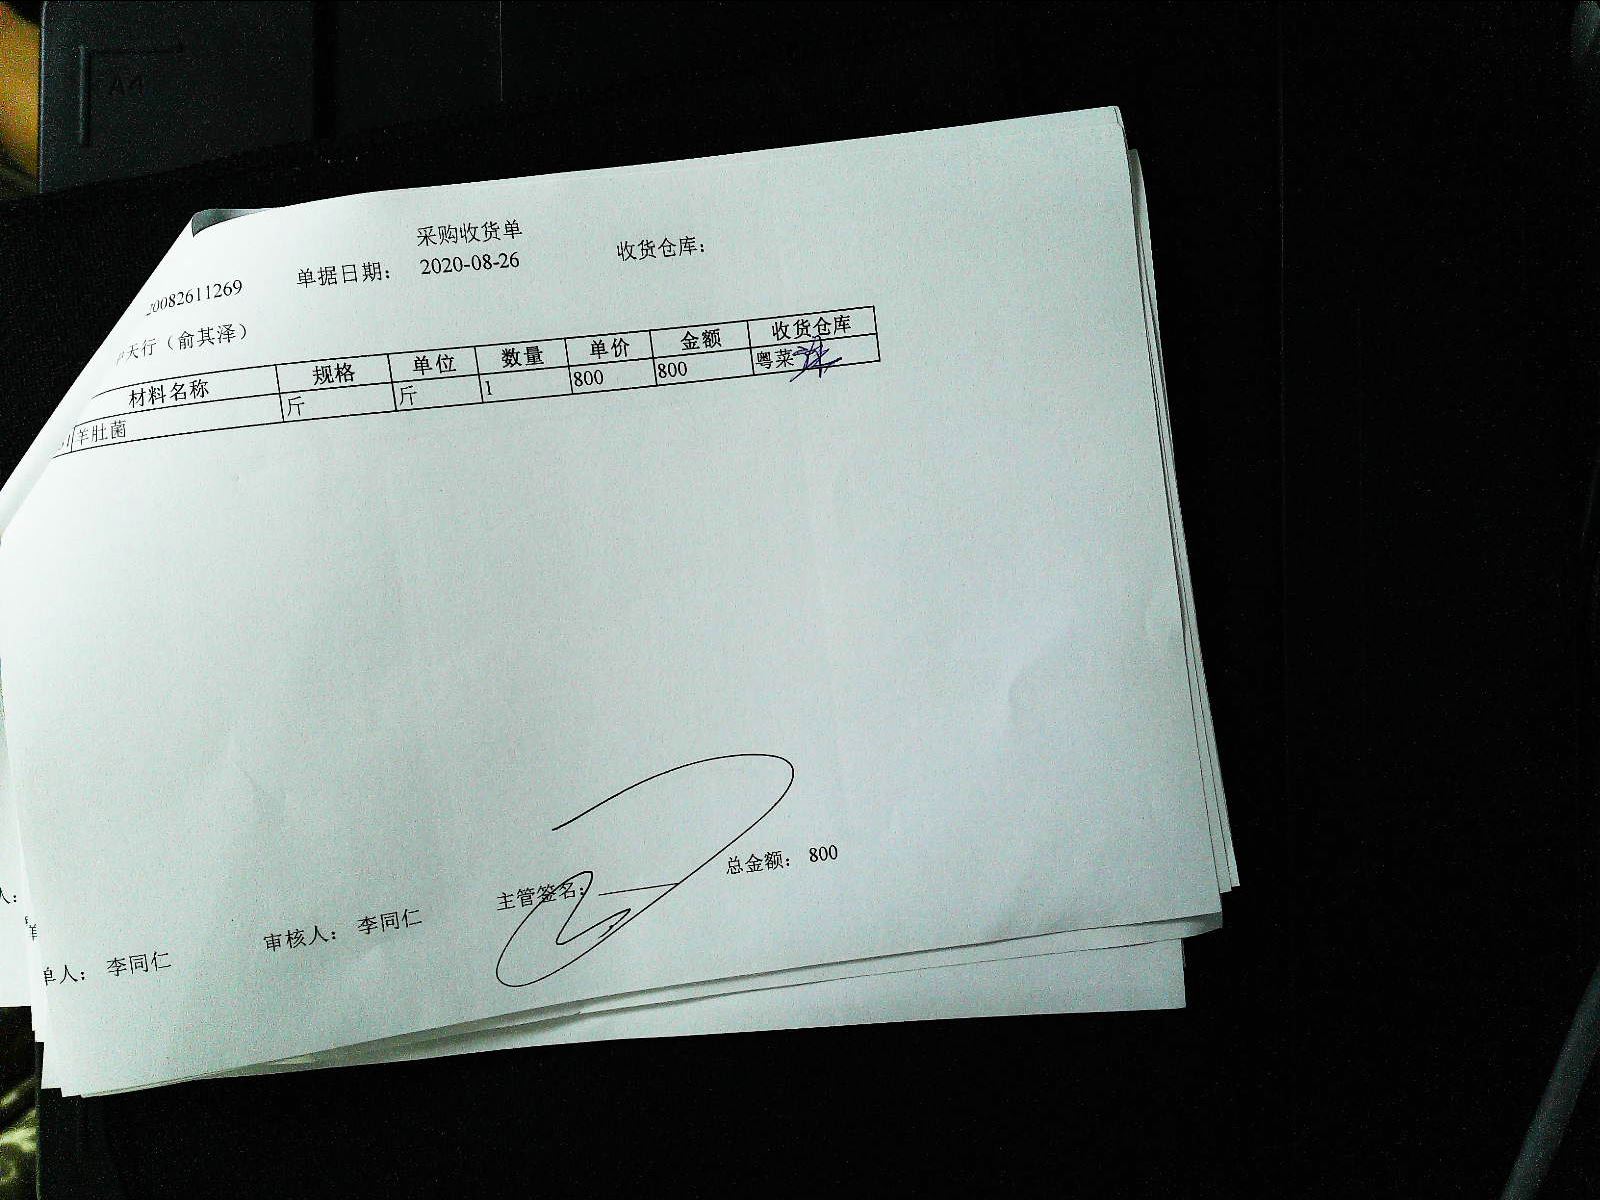 采购收货单
20082611269 单据日期: 2020-08-26 收货仓库:
天行（俞其泽）
材料名称 规格 单位 数量 单价 金额 收货仓库
羊肚菌 斤 斤 1 800 800 粤菜
主管签名: 总金额: 800
单人: 李同仁 审核人: 李同仁